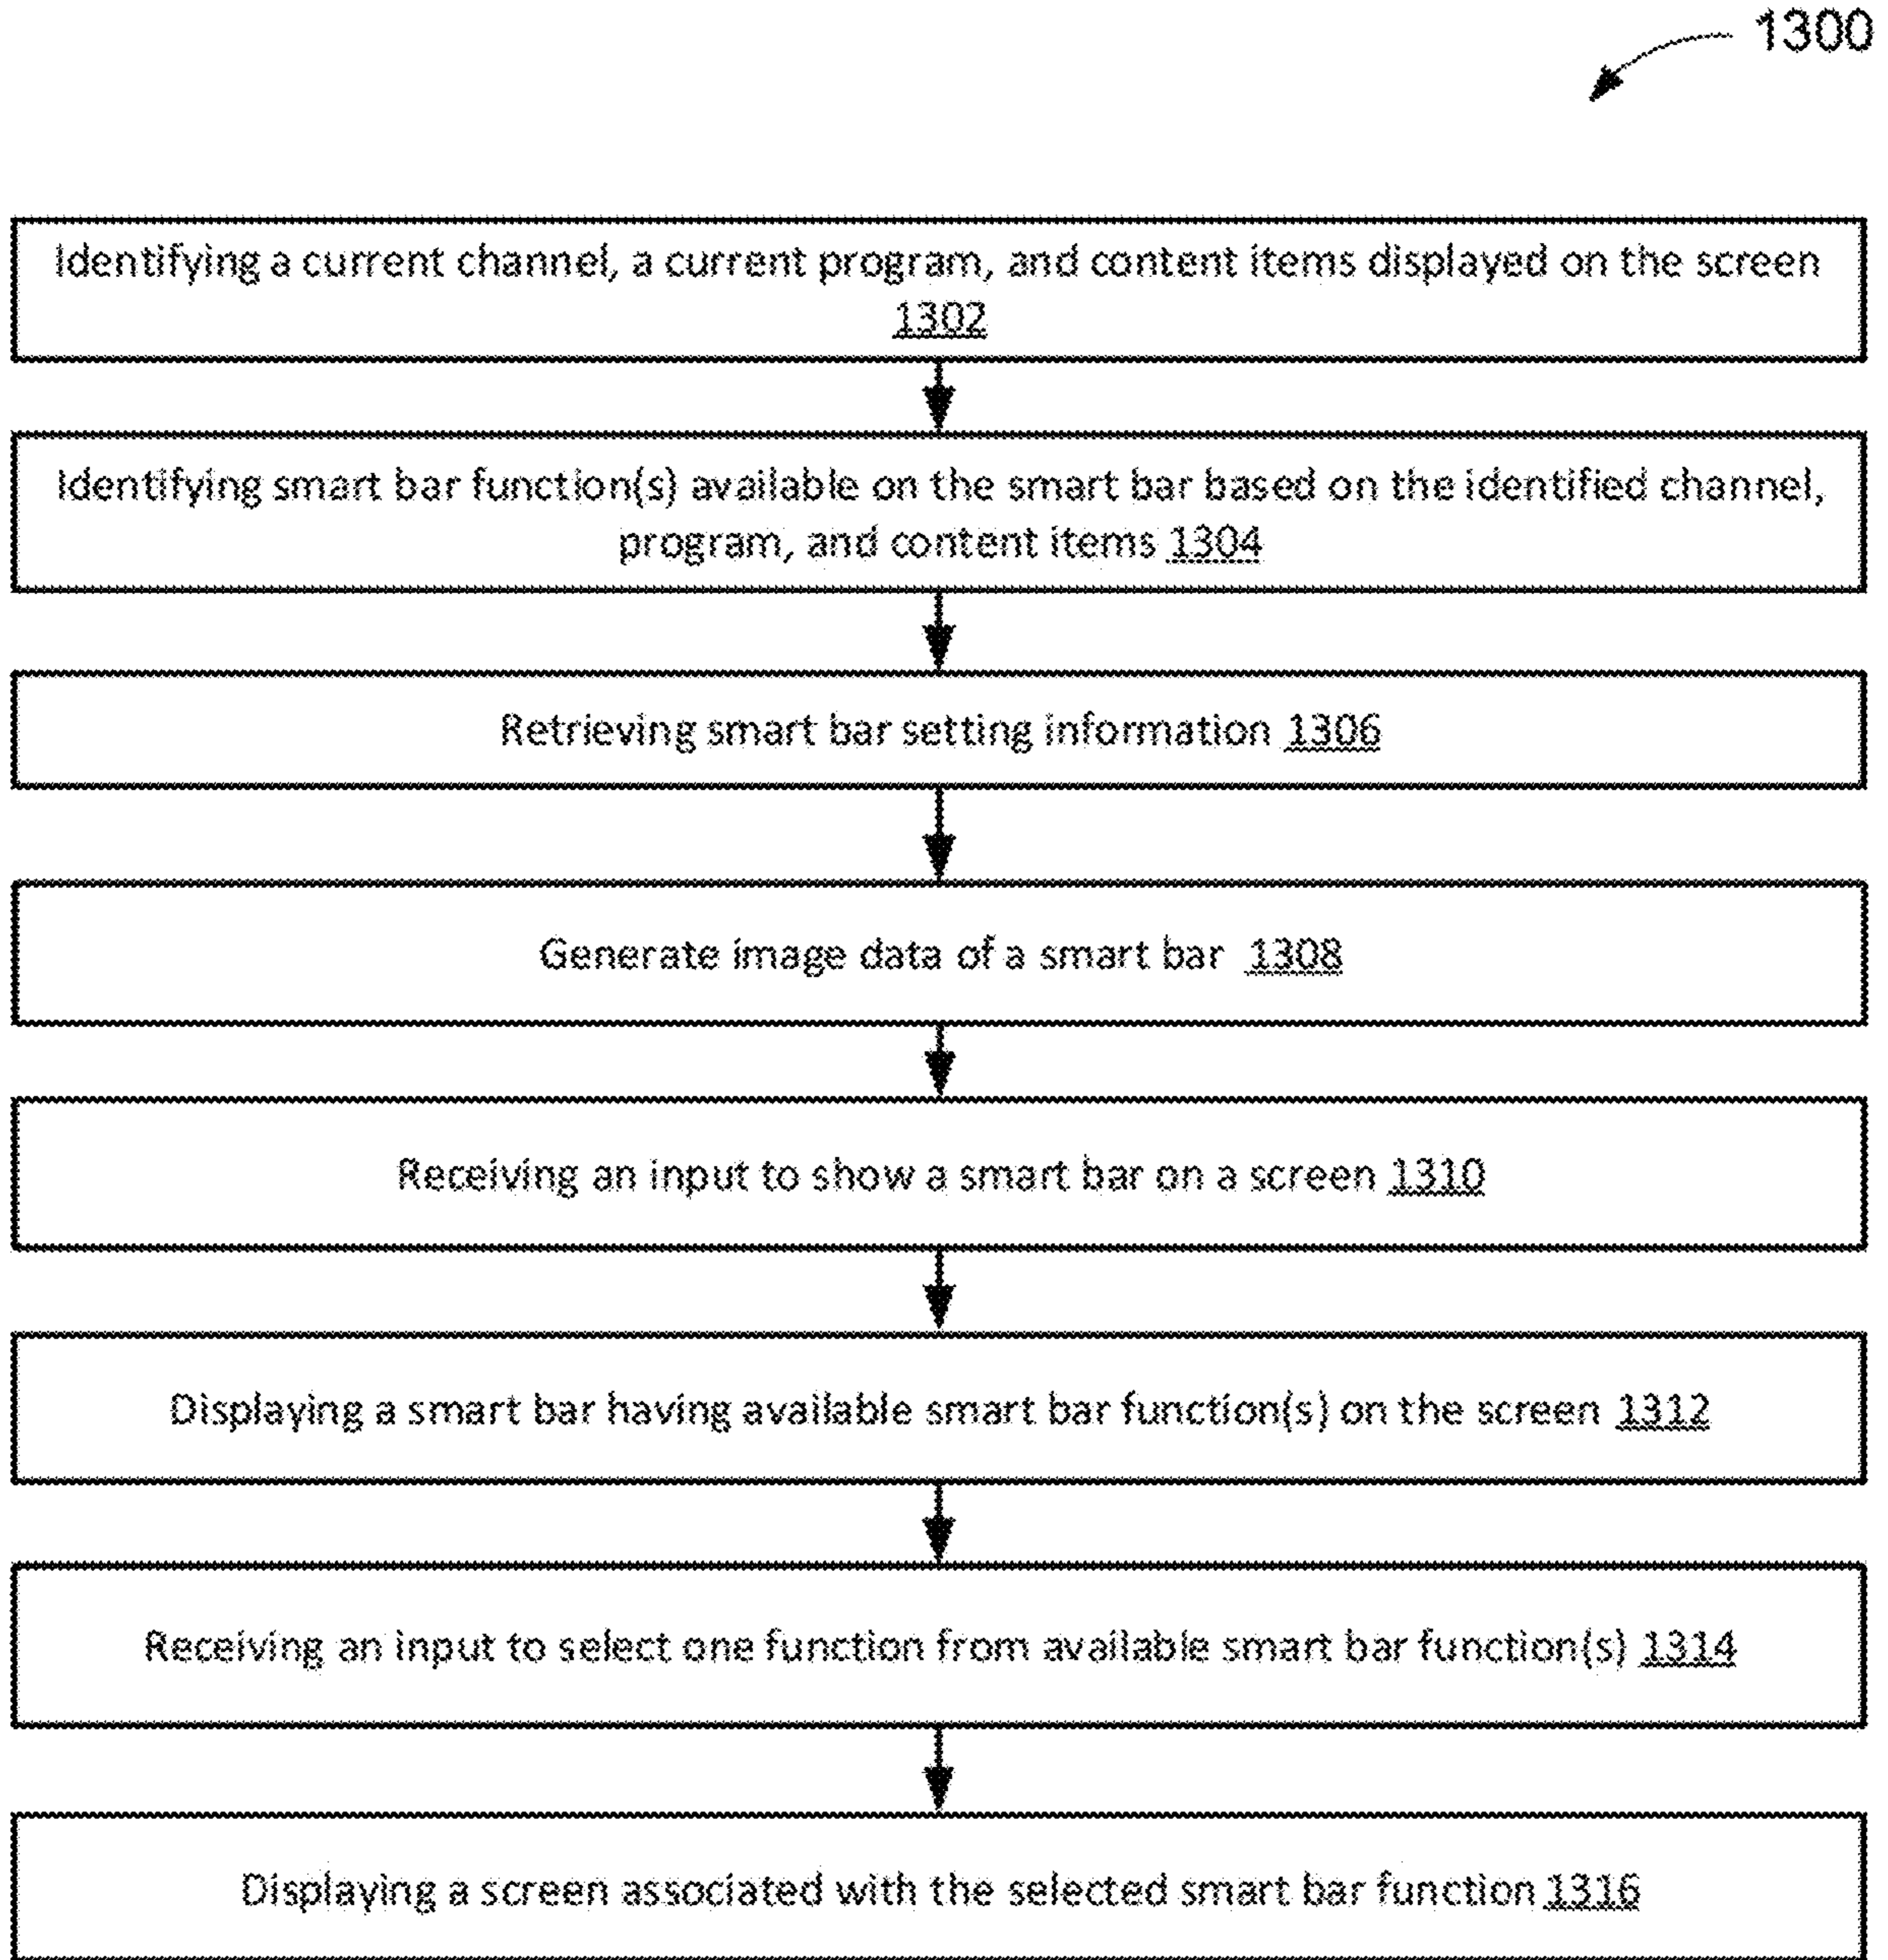 1300
Identifying a current channel, a current program, and content items displayed on the screen
1302
Identifying smart bar function(s) available on the smart bar based on the identified channel,
program, and content items 1304
Retrieving smart bar setting information 1306
Generate image data of a smart bar 1308
Receiving an input to show a smart bar on a screen 1310
Displaying a smart bar having available smart bar function(s) on the screen 1312
Receiving an input to select one function from available smart bar function(s) 1314
Displaying a screen associated with the selected smart bar function 1316